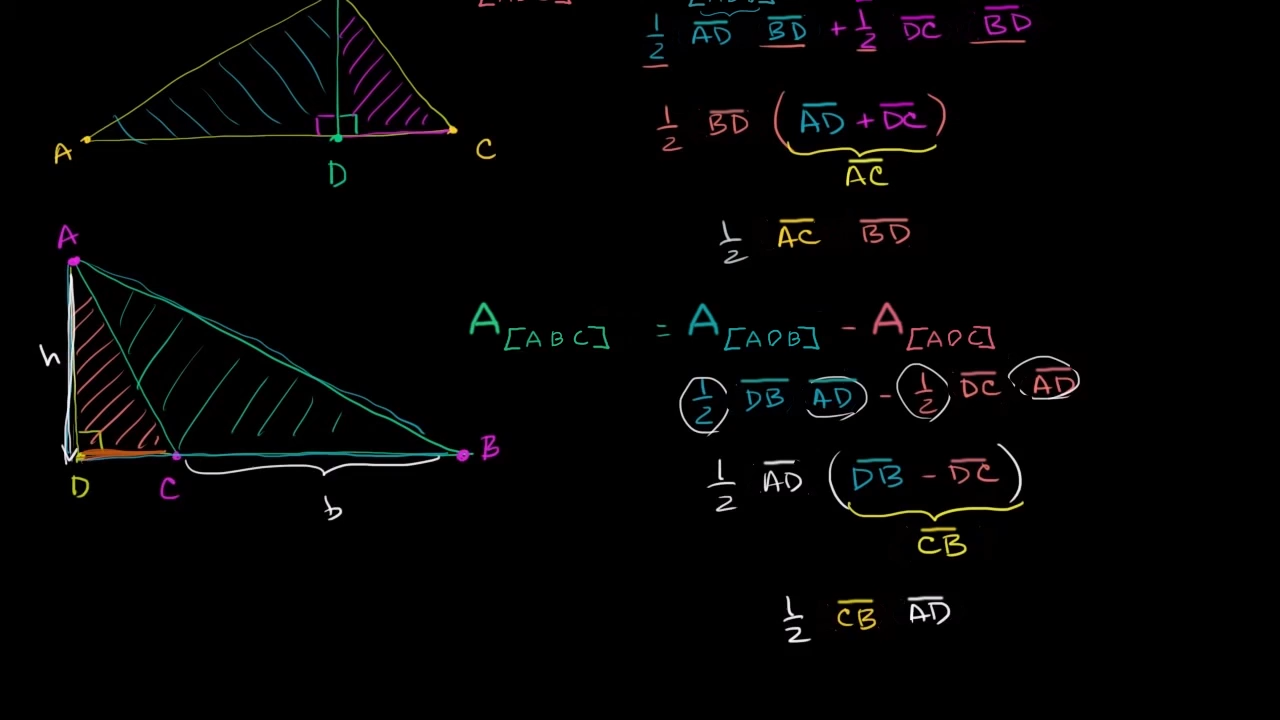 1/2 AD BD + 1/2 DC BD
1/2 BD (AD + DC)
AC
1/2 AC BD
A
D
C
A
h
D
C
B
b
A[ABC] = A[ADB] - A[ADC]
1/2 DB AD - 1/2 DC AD
1/2 AD (DB - DC)
CB
1/2 CB AD